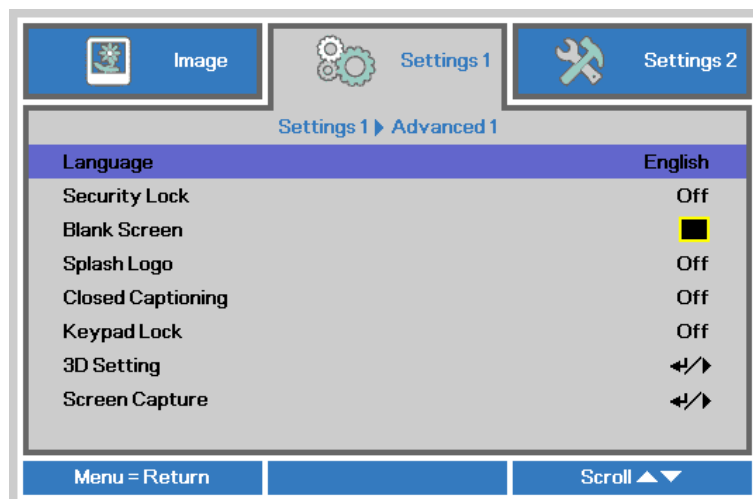 Image
Settings 1
Settings 2
Settings 1 Advanced 1
Language English
Security Lock Off
Blank Screen
Splash Logo Off
Closed Captioning Off
Keypad Lock Off
3D Setting
Screen Capture
Menu = Return
Scroll